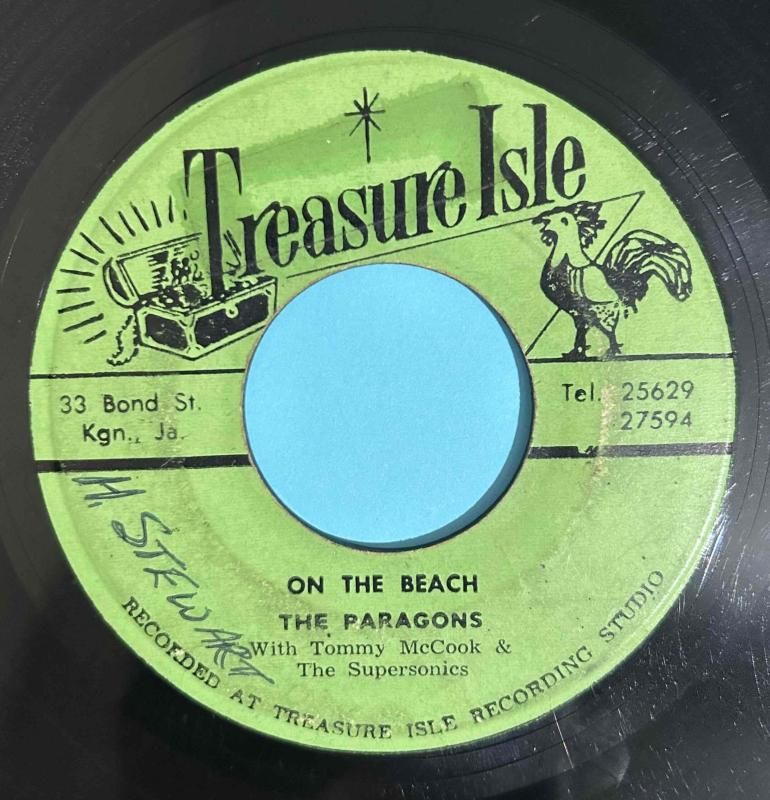 Treasure Isle
33 Bond St.
Kgn., Ja.
Tel. 25629
27594
H. STEWART
ON THE BEACH
THE PARAGONS
With Tommy McCook &
The Supersonics
RECORDED AT TREASURE ISLE RECORDING STUDIO